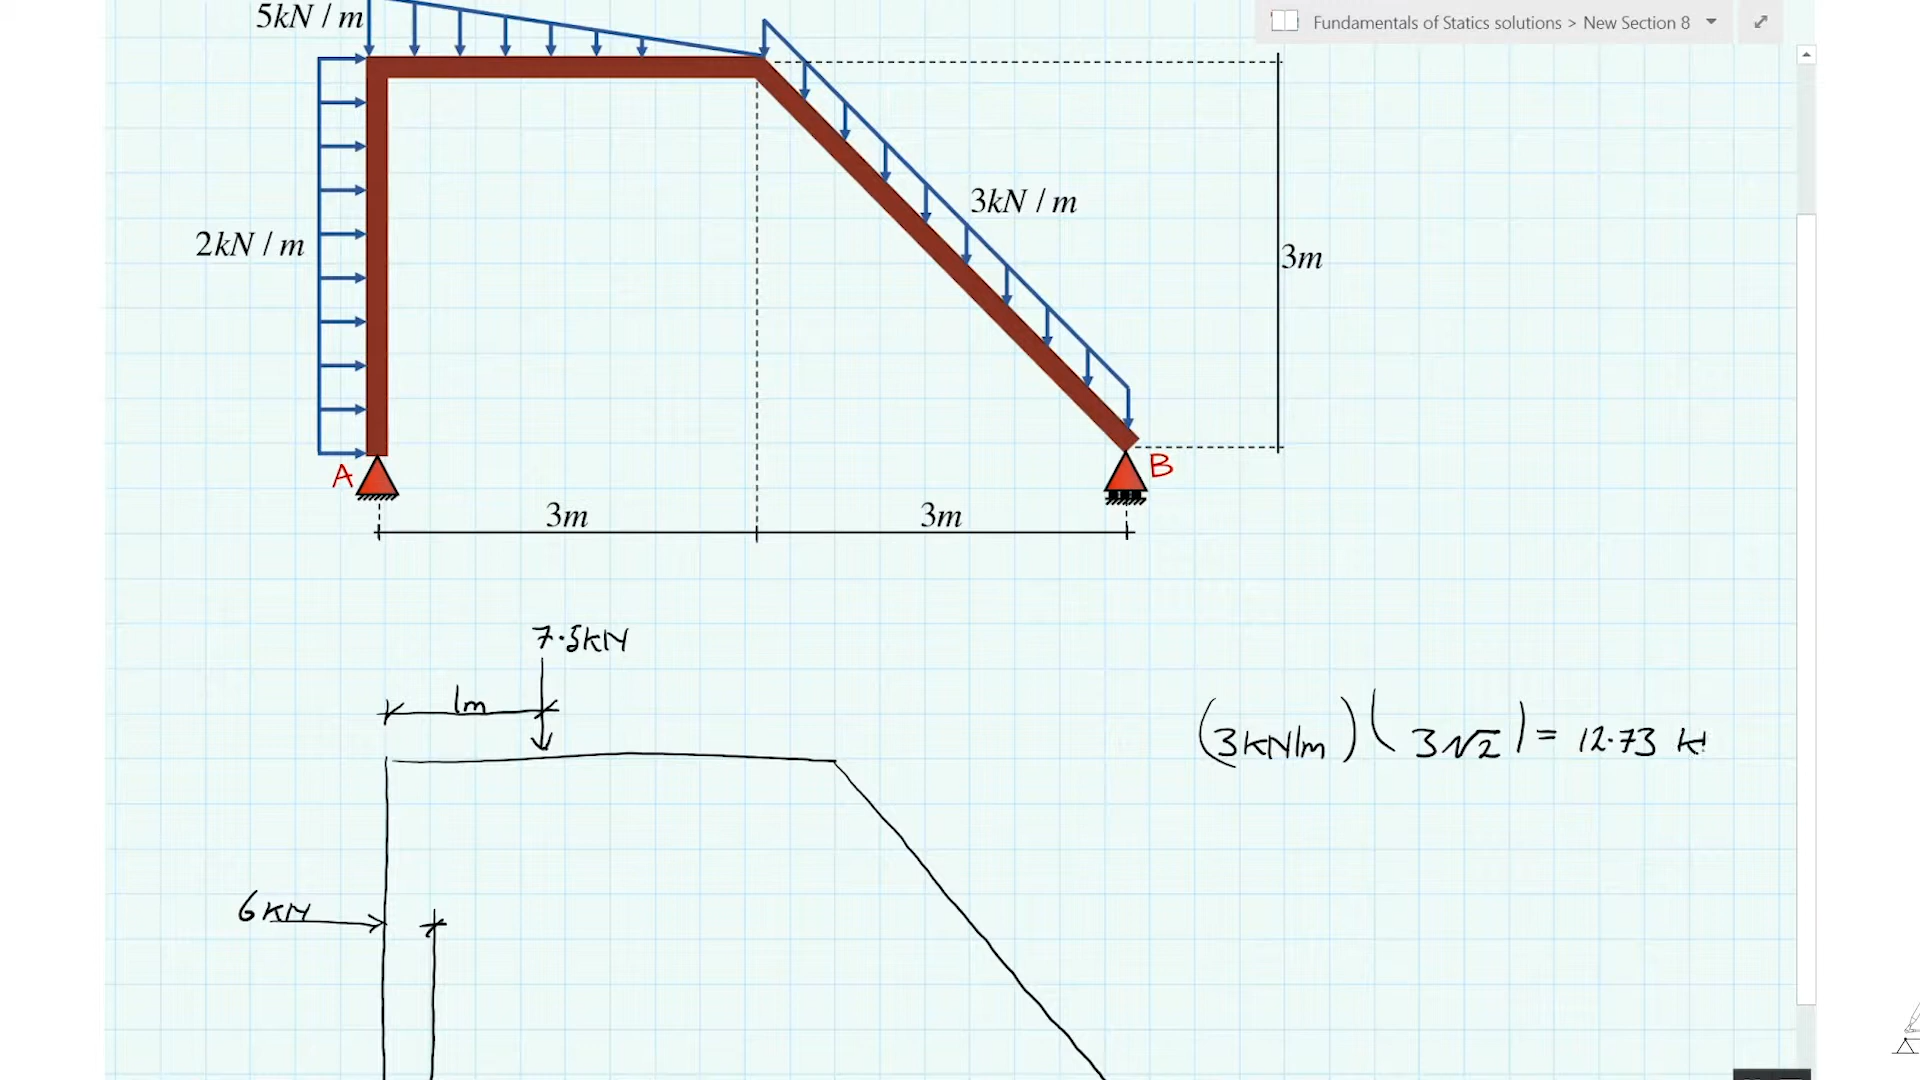 5kN / m
Fundamentals of Statics solutions > New Section 8
3kN / m
2kN / m
3m
A
B
3m
3m
7.5kN
1m
(3kN/m)(3√2) = 12.73 k
6kN